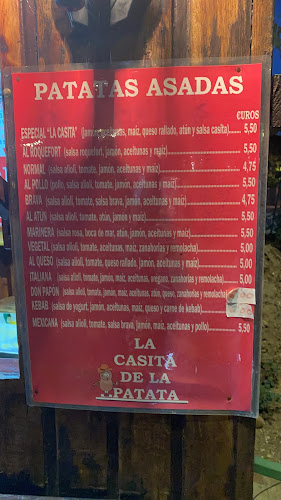 PATATAS ASADAS
€UROS
ESPECIAL "LA CASITA" (jamón, maíz, queso rallado, atún y salsa casita)...... 5,50
AL ROQUEFORT (salsa roquefort, jamón, aceitunas y maíz)............ 5,50
NORMAL (salsa alioli, tomate, jamón, aceitunas y maíz)............ 4,75
AL POLLO (pollo, salsa alioli, tomate, jamón, aceitunas y maíz)............ 5,50
BRAVA (salsa alioli, tomate, salsa brava, jamón, aceitunas y maíz)............ 4,75
AL ATUN (salsa alioli, tomate, atún, jamón y maíz)............ 5,50
MARINERA (salsa rosa, boca de mar, atún, jamón, aceitunas y maíz)............ 5,50
VEGETAL (salsa alioli, tomate, aceitunas, maíz, zanahorias y remolacha)............ 5,00
AL QUESO (salsa alioli, tomate, queso rallado, jamón, aceitunas y maíz)............ 5,00
ITALIANA (salsa alioli, tomate, jamón, maíz, aceitunas, orégano, zanahorias y remolacha)............ 5,00
DON PAPON (salsa alioli, tomate, jamón, maíz, aceitunas, atún, queso, zanahorias y remolacha)
KEBAB (salsa de yogurt, jamón, maíz, aceitunas, queso y carne de kebab)............
MEXICANA (salsa alioli, tomate, salsa brava, jamón, maíz, aceitunas y pollo)............ 5,50
LA
CASITA
DE LA
PATATA